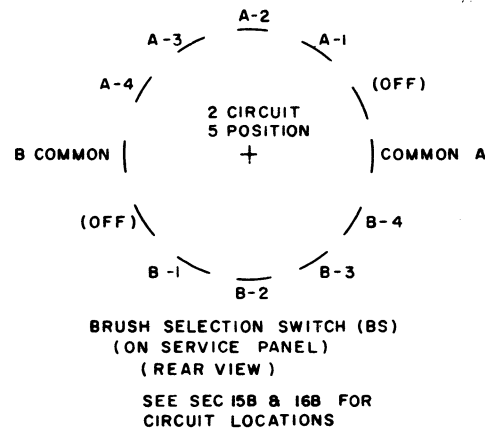 A-2
A-3
A-1
A-4
(OFF)
2 CIRCUIT
5 POSITION
B COMMON
COMMON A
(OFF)
B-4
B-1
B-3
B-2
BRUSH SELECTION SWITCH (BS)
(ON SERVICE PANEL)
(REAR VIEW)
SEE SEC 15B & 16B FOR
CIRCUIT LOCATIONS